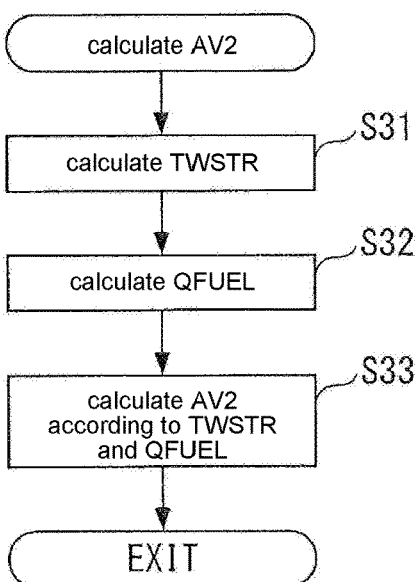 calculate AV2
calculate TWSTR
S31
calculate QFUEL
S32
calculate AV2
according to TWSTR
and QFUEL
S33
EXIT